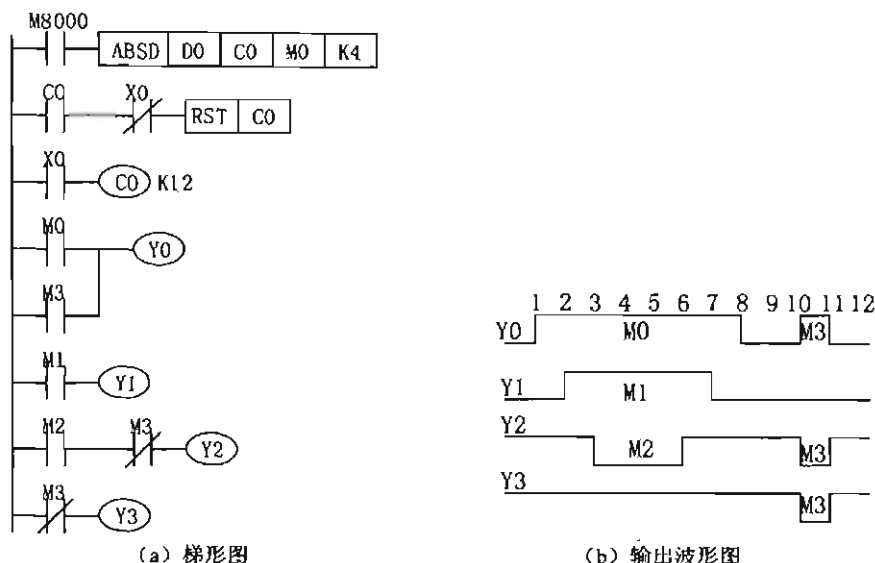 M8000
ABSD D0 C0 M0 K4
C0 X0
RST C0
X0
C0 K12
M0
Y0
M3
M1
Y1
M2 M3
Y2
M3
Y3
(a) 梯形图
1 2 3 4 5 6 7 8 9 10 11 12
Y0 M0 M3
Y1 M1
Y2 M2 M3
Y3 M3
(b) 输出波形图